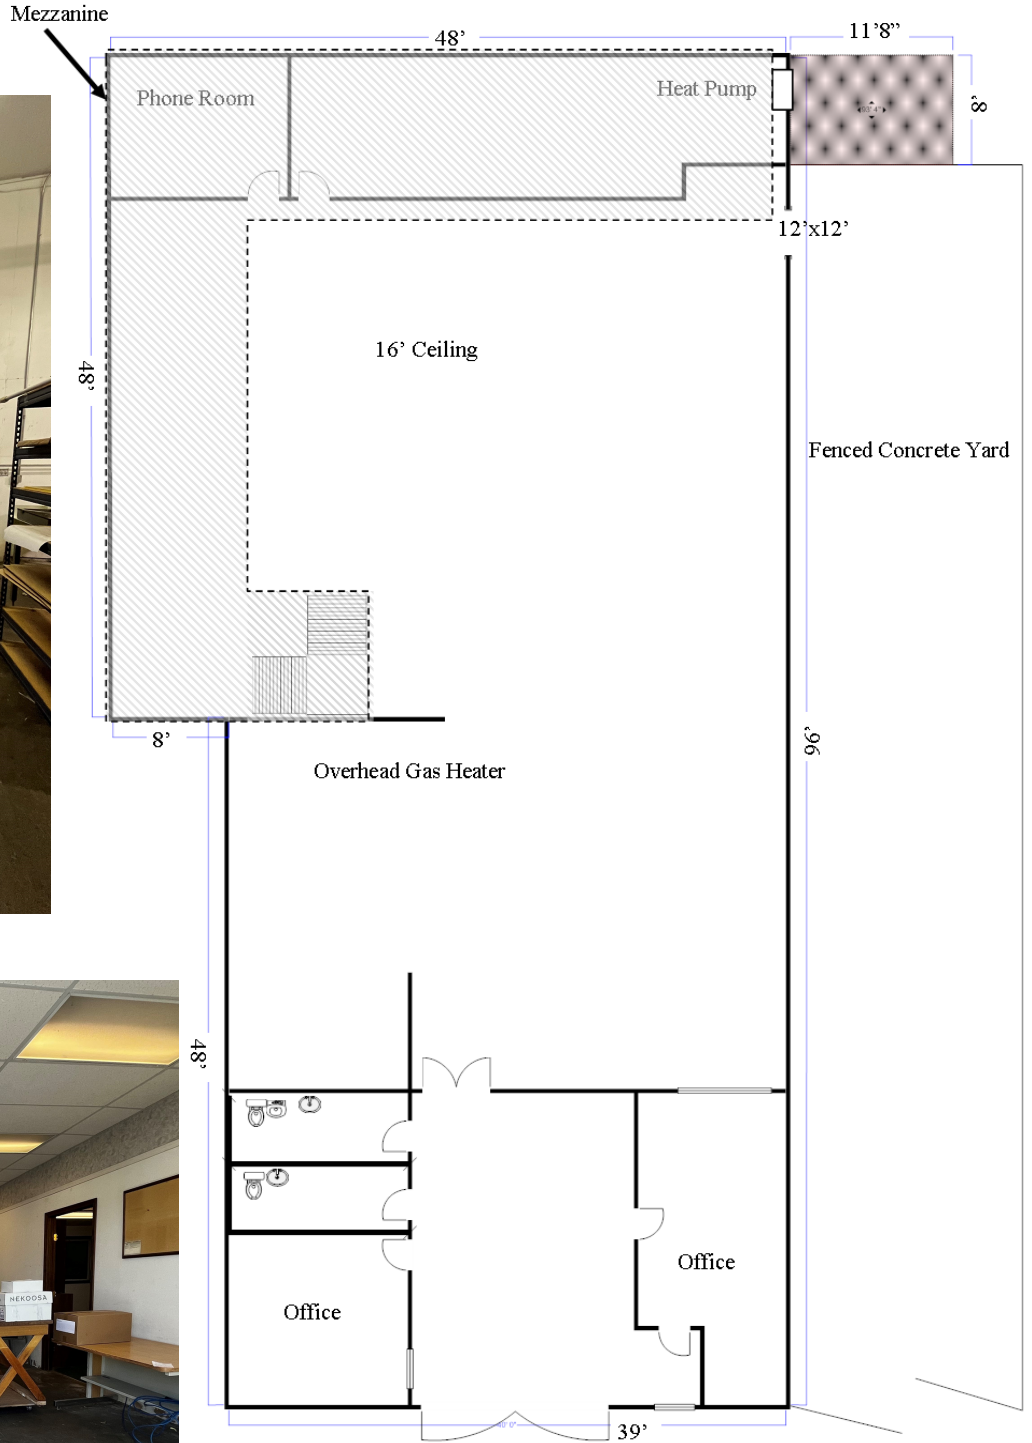 Mezzanine
48’
11’8”
Phone Room
Heat Pump
8’
12’x12’
16’ Ceiling
48’
Fenced Concrete Yard
8’
96’
Overhead Gas Heater
48’
Office
NEKOOSA
Office
39’